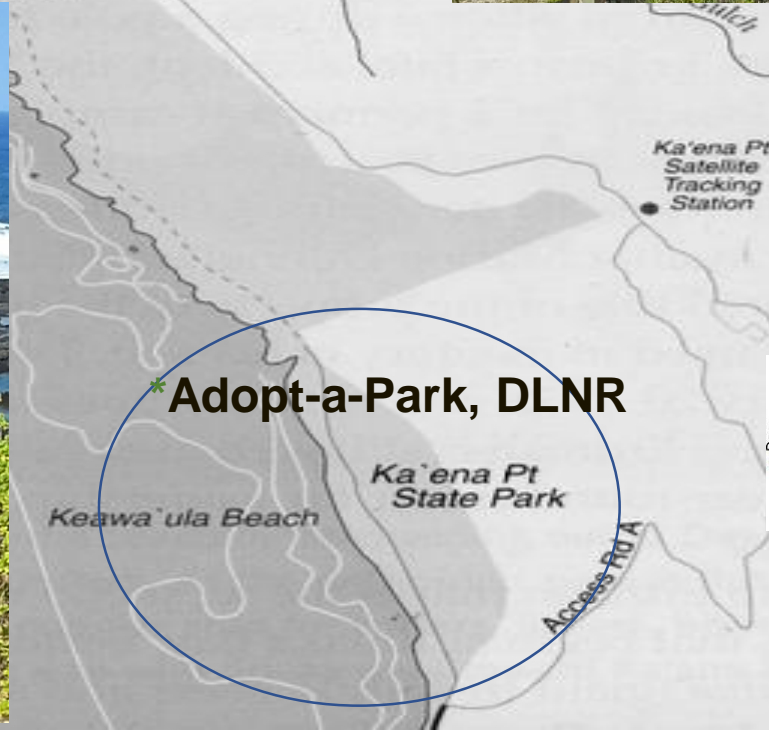 Gulch
Ka'ena Pt
Satellite
Tracking
Station
*Adopt-a-Park, DLNR
Ka`ena Pt
State Park
Keawa`ula Beach
Access Rd A